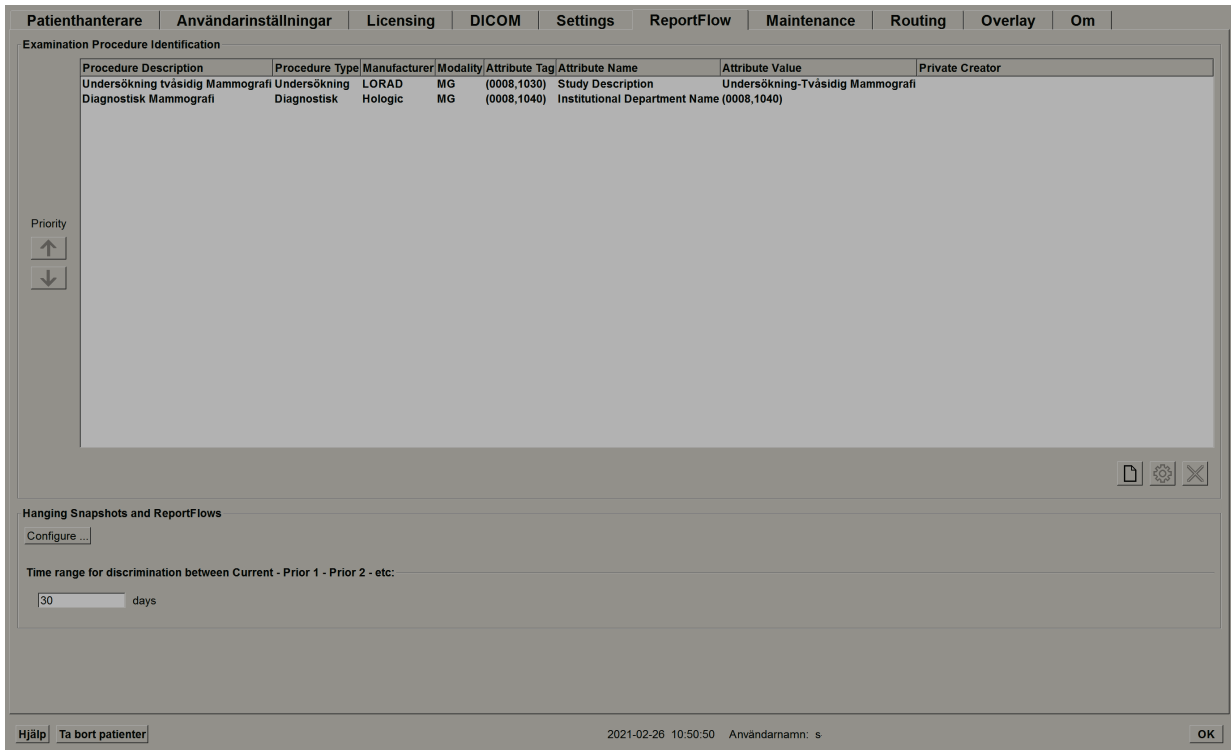 Patienthanterare Användarinställningar Licensing DICOM Settings ReportFlow Maintenance Routing Overlay Om
Examination Procedure Identification
Procedure Description Procedure Type Manufacturer Modality Attribute Tag Attribute Name Attribute Value Private Creator
Undersökning tvåsidig Mammografi Undersökning LORAD MG (0008,1030) Study Description Undersökning-Tvåsidig Mammografi
Diagnostisk Mammografi Diagnostisk Hologic MG (0008,1040) Institutional Department Name (0008,1040)
Priority
Hanging Snapshots and ReportFlows
Configure ...
Time range for discrimination between Current - Prior 1 - Prior 2 - etc:
30 days
Hjälp Ta bort patienter 2021-02-26 10:50:50 Användarnamn: s OK